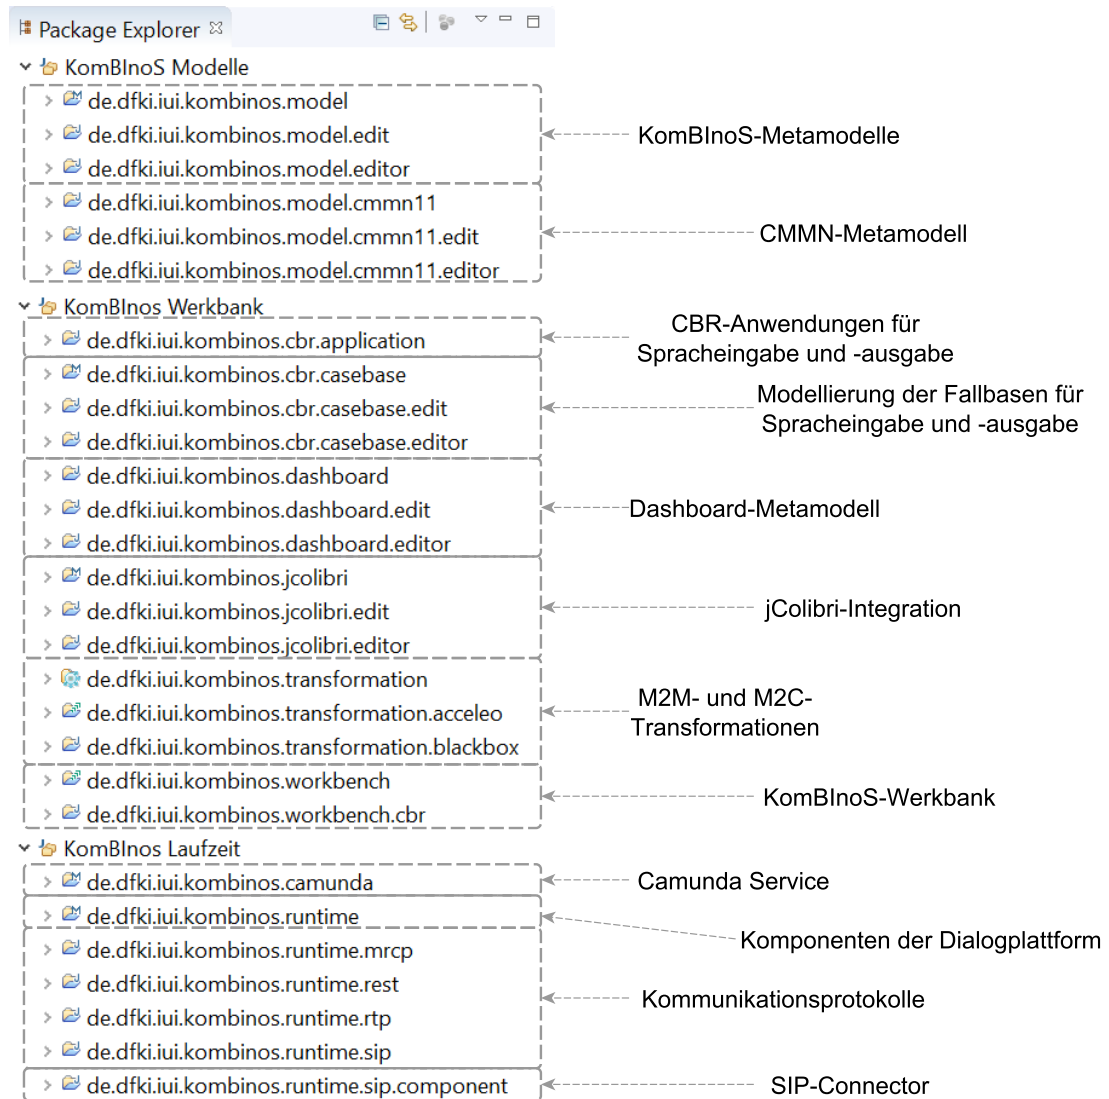 Package Explorer
KomBInoS Modelle
de.dfki.iui.kombinos.model
de.dfki.iui.kombinos.model.edit
KomBInoS-Metamodelle
de.dfki.iui.kombinos.model.editor
de.dfki.iui.kombinos.model.cmmn11
de.dfki.iui.kombinos.model.cmmn11.edit
CMMN-Metamodell
de.dfki.iui.kombinos.model.cmmn11.editor
KomBInos Werkbank
de.dfki.iui.kombinos.cbr.application
CBR-Anwendungen für
Spracheingabe und -ausgabe
de.dfki.iui.kombinos.cbr.casebase
de.dfki.iui.kombinos.cbr.casebase.edit
Modellierung der Fallbasen für
Spracheingabe und -ausgabe
de.dfki.iui.kombinos.cbr.casebase.editor
de.dfki.iui.kombinos.dashboard
de.dfki.iui.kombinos.dashboard.edit
Dashboard-Metamodell
de.dfki.iui.kombinos.dashboard.editor
de.dfki.iui.kombinos.jcolibri
de.dfki.iui.kombinos.jcolibri.edit
jColibri-Integration
de.dfki.iui.kombinos.jcolibri.editor
de.dfki.iui.kombinos.transformation
de.dfki.iui.kombinos.transformation.acceleo
M2M- und M2C-
Transformationen
de.dfki.iui.kombinos.transformation.blackbox
de.dfki.iui.kombinos.workbench
KomBInoS-Werkbank
de.dfki.iui.kombinos.workbench.cbr
KomBInos Laufzeit
de.dfki.iui.kombinos.camunda
Camunda Service
de.dfki.iui.kombinos.runtime
Komponenten der Dialogplattform
de.dfki.iui.kombinos.runtime.mrcp
de.dfki.iui.kombinos.runtime.rest
Kommunikationsprotokolle
de.dfki.iui.kombinos.runtime.rtp
de.dfki.iui.kombinos.runtime.sip
de.dfki.iui.kombinos.runtime.sip.component
SIP-Connector